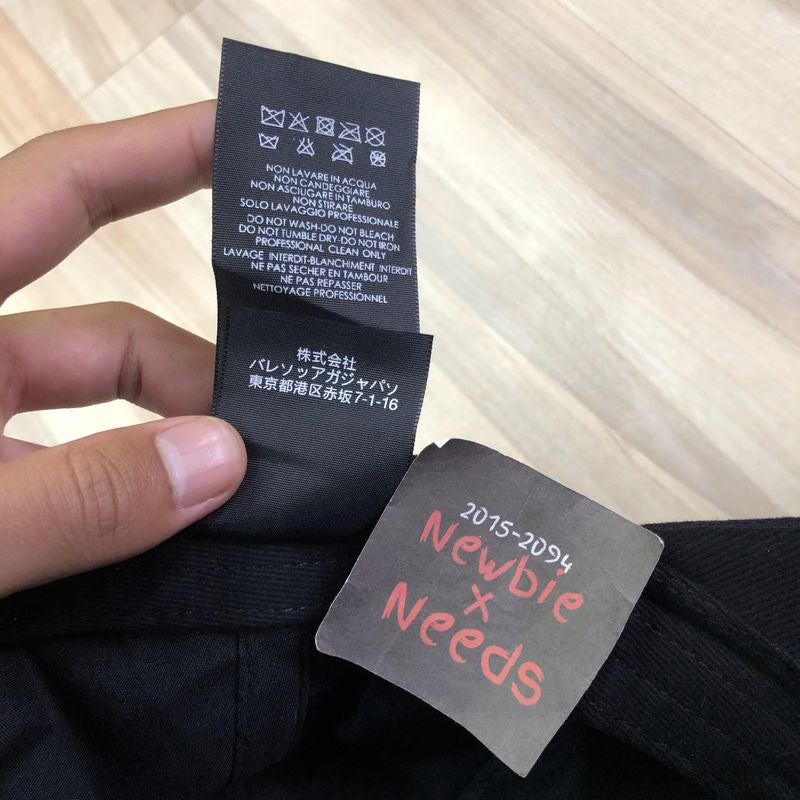 NON LAVARE IN ACQUA
NON CANDEGGIARE
NON ASCIUGARE IN TAMBURO
NON STIRARE
SOLO LAVAGGIO PROFESSIONALE
DO NOT WASH-DO NOT BLEACH
DO NOT TUMBLE DRY-DO NOT IRON
PROFESSIONAL CLEAN ONLY
LAVAGE INTERDIT-BLANCHIMENT INTERDIT
NE PAS SECHER EN TAMBOUR
NE PAS REPASSER
NETTOYAGE PROFESSIONNEL
株式会社
バレソッアガジャパソ
東京都港区赤坂7-1-16
2015-2094
Newbie
x
Needs